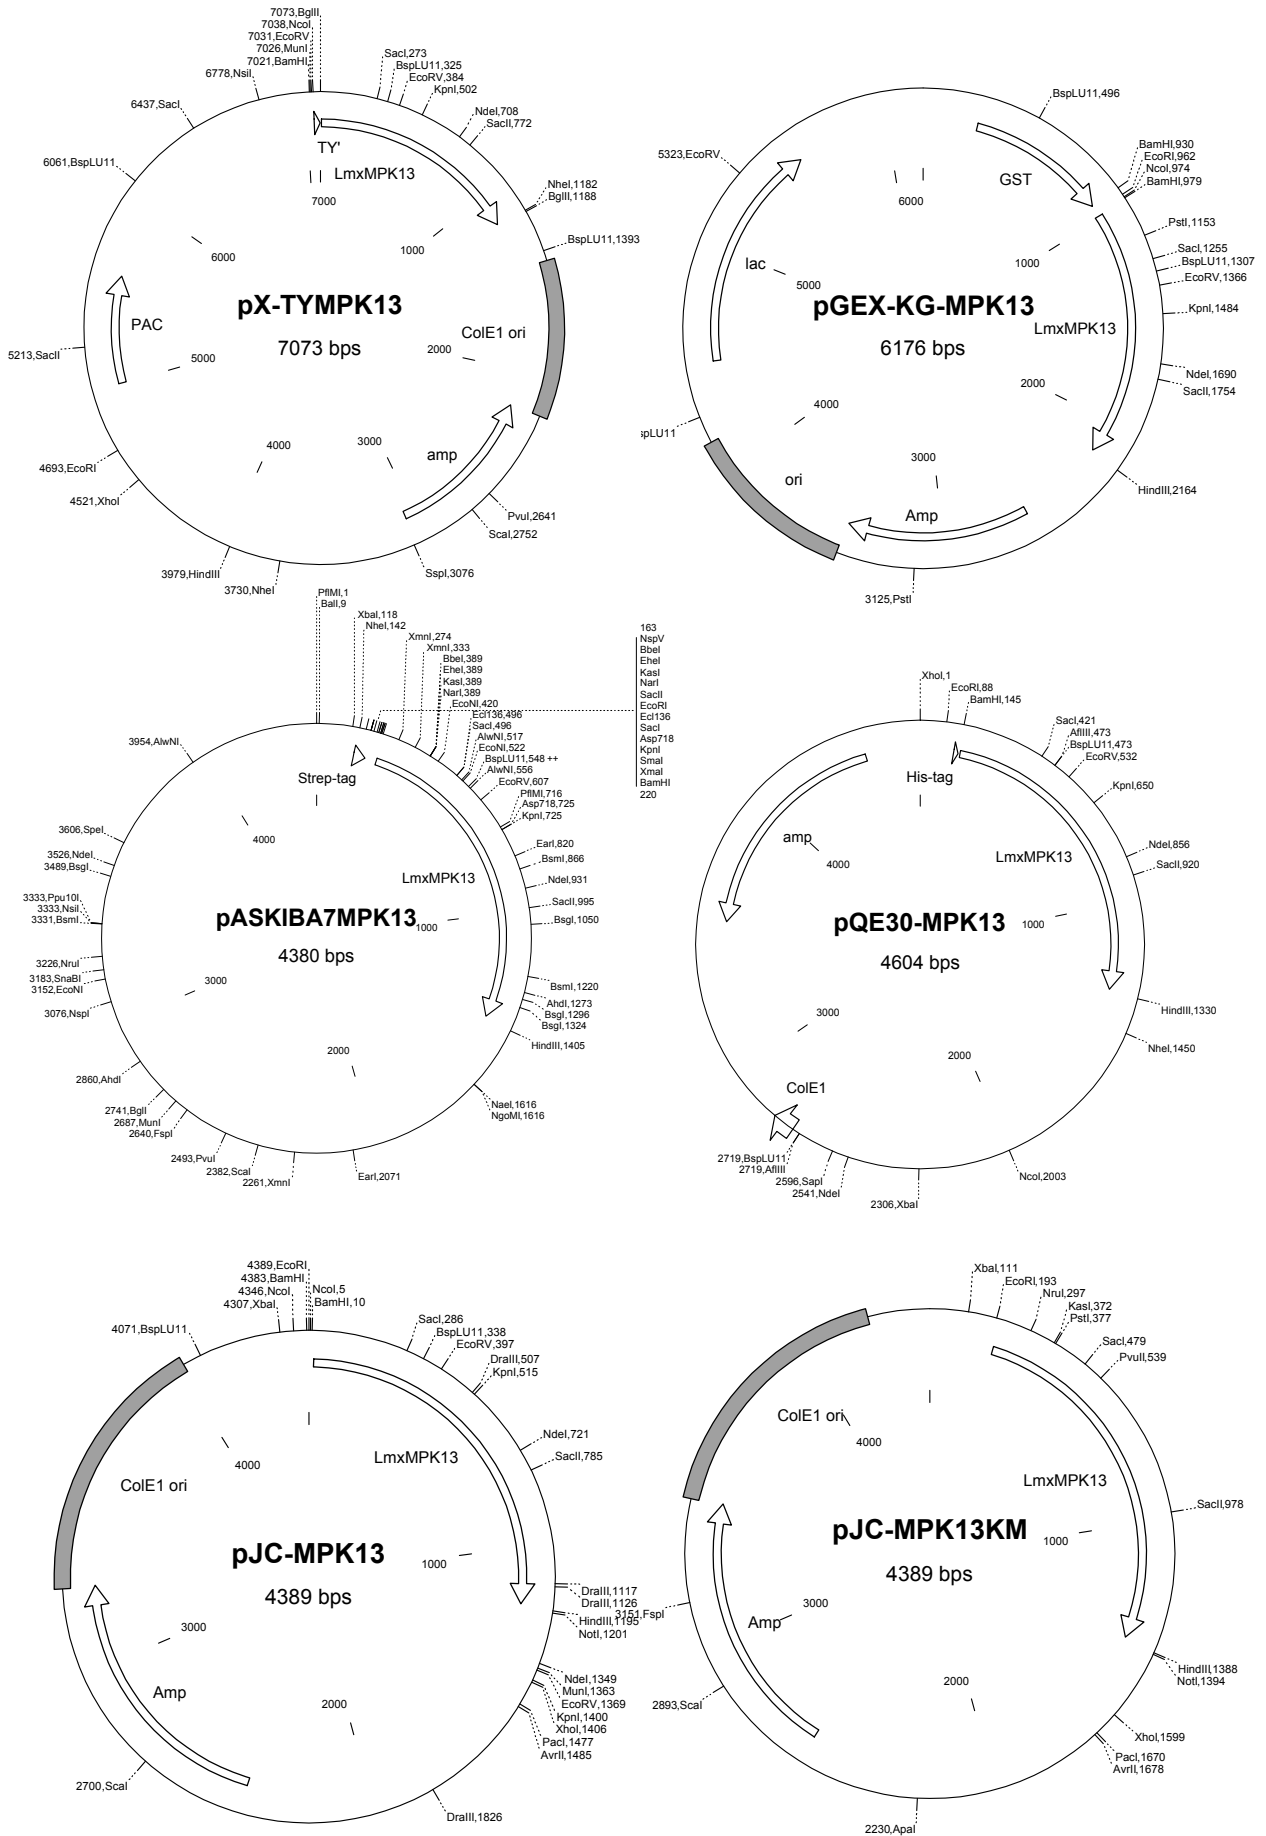 7073,BglII
7038,NcoI
7031,EcoRV
7026,MunI
7021,BamHI
6778,NsiI
6437,SacI
6061,BspLU11
5213,SacII
4693,EcoRI
4521,XhoI
3979,HindIII
3730,NheI
SacI,273
BspLU11,325
EcoRV,384
KpnI,502
NdeI,708
SacII,772
NheI,1182
BglII,1188
BspLU11,1393
PvuI,2641
ScaI,2752
SspI,3076
TY'
LmxMPK13
7000
1000
6000
PAC
5000
ColE1 ori
2000
4000
3000
amp
pX-TYMPK13
7073 bps
BspLU11,496
BamHI,930
EcoRI,962
NcoI,974
BamHI,979
PstI,1153
SacI,1255
BspLU11,1307
EcoRV,1366
KpnI,1484
NdeI,1690
SacII,1754
HindIII,2164
3125,PstI
spLU11
5323,EcoRV
GST
6000
1000
lac
5000
LmxMPK13
2000
4000
3000
ori
Amp
pGEX-KG-MPK13
6176 bps
PflMI,1
BalI,9
XbaI,118
NheI,142
XmnI,274
XmnI,333
BbeI,389
EheI,389
KasI,389
NarI,389
EcoNI,420
Ecl136,496
SacI,496
AlwNI,517
EcoNI,522
BspLU11,548 ++
AlwNI,556
EcoRV,607
PflMI,716
Asp718,725
KpnI,725
EarI,820
BsmI,866
NdeI,931
SacII,995
BsgI,1050
BsmI,1220
AhdI,1273
BsgI,1296
BsgI,1324
HindIII,1405
NaeI,1616
NgoMI,1616
EarI,2071
2261,XmnI
2382,ScaI
2493,PvuI
2640,FspI
2687,MunI
2741,BglI
2860,AhdI
3076,NspI
3152,EcoNI
3183,SnaBI
3226,NruI
3331,BsmI
3333,NsiI
3333,Ppu10I
3489,BsgI
3526,NdeI
3606,SpeI
3954,AlwNI
163
NspV
BbeI
EheI
KasI
NarI
SacII
EcoRI
Ecl136
SacI
Asp718
KpnI
SmaI
XmaI
BamHI
220
Strep-tag
4000
LmxMPK13
1000
3000
2000
pASKIBA7MPK13
4380 bps
XhoI,1
EcoRI,88
BamHI,145
SacI,421
AflIII,473
BspLU11,473
EcoRV,532
KpnI,650
NdeI,856
SacII,920
HindIII,1330
NheI,1450
NcoI,2003
2306,XbaI
2541,NdeI
2596,SapI
2719,AflIII
2719,BspLU11
His-tag
amp
4000
LmxMPK13
1000
3000
2000
ColE1
pQE30-MPK13
4604 bps
4389,EcoRI
4383,BamHI
4346,NcoI
4307,XbaI
4071,BspLU11
NcoI,5
BamHI,10
SacI,286
BspLU11,338
EcoRV,397
DraIII,507
KpnI,515
NdeI,721
SacII,785
DraIII,1117
DraIII,1126
HindIII,1195
NotI,1201
NdeI,1349
MunI,1363
EcoRV,1369
KpnI,1400
XhoI,1406
PacI,1477
AvrII,1485
DraIII,1826
2700,ScaI
ColE1 ori
4000
LmxMPK13
1000
3000
2000
Amp
pJC-MPK13
4389 bps
XbaI,111
EcoRI,193
NruI,297
KasI,372
PstI,377
SacI,479
PvuII,539
SacII,978
HindIII,1388
NotI,1394
XhoI,1599
PacI,1670
AvrII,1678
2230,ApaI
2893,ScaI
3151,FspI
ColE1 ori
4000
LmxMPK13
1000
3000
2000
Amp
pJC-MPK13KM
4389 bps